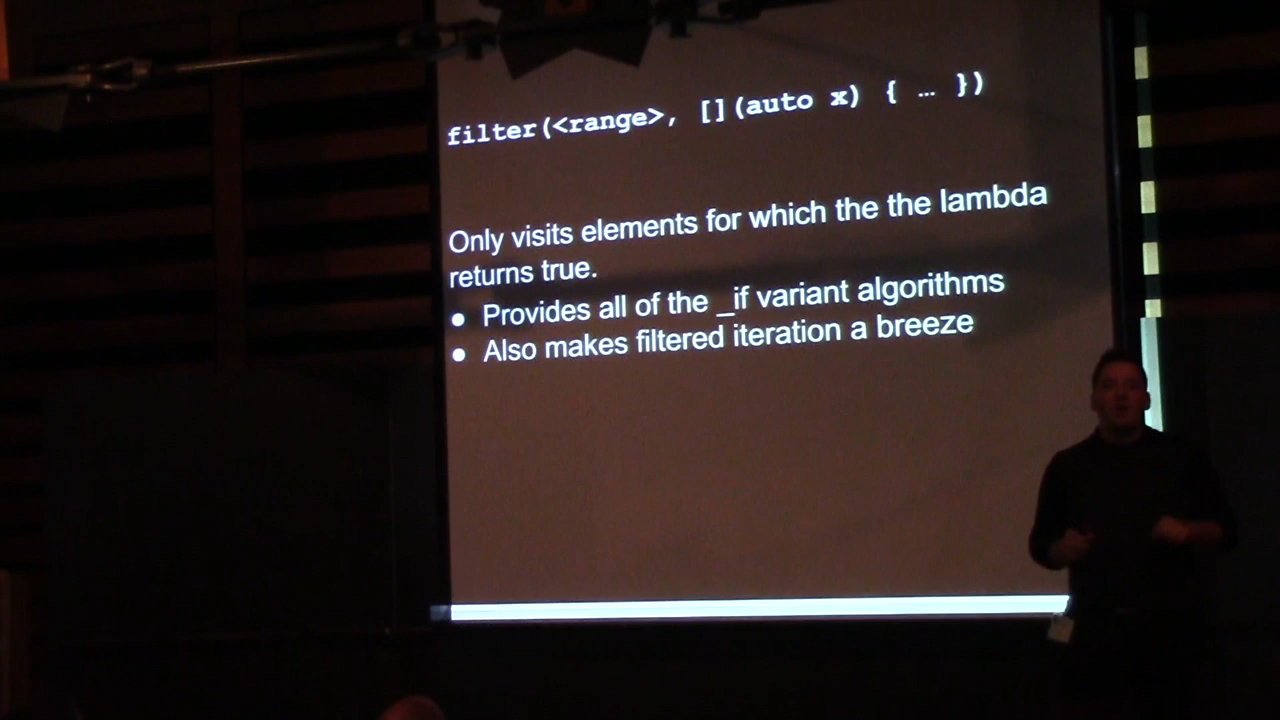 filter(<range>, [](auto x) { … })
Only visits elements for which the the lambda
returns true.
● Provides all of the _if variant algorithms
● Also makes filtered iteration a breeze